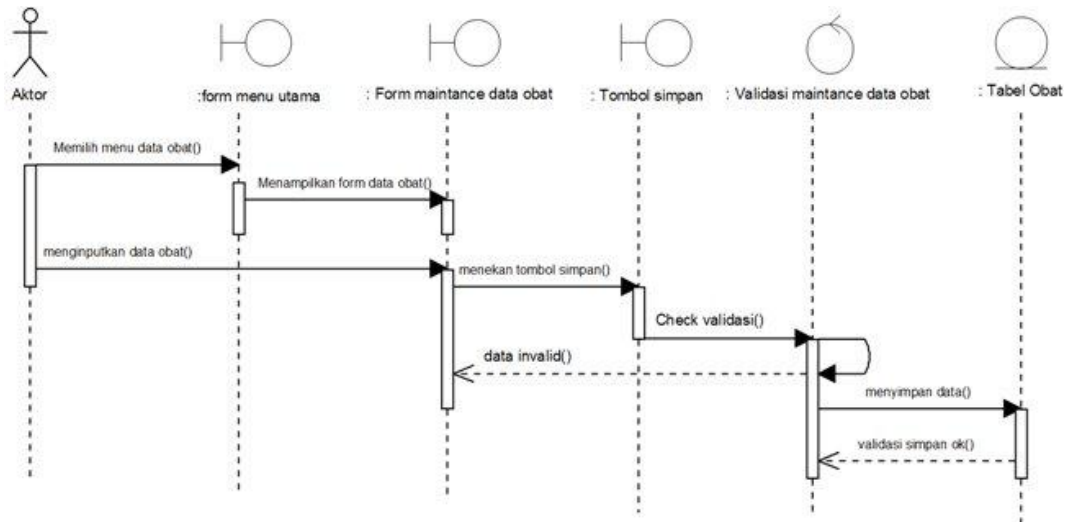 Aktor
:form menu utama
: Form maintance data obat
: Tombol simpan
: Validasi maintance data obat
: Tabel Obat
Memilih menu data obat()
Menampilkan form data obat()
menginputkan data obat()
menekan tombol simpan()
Check validasi()
data invalid()
menyimpan data()
validasi simpan ok()